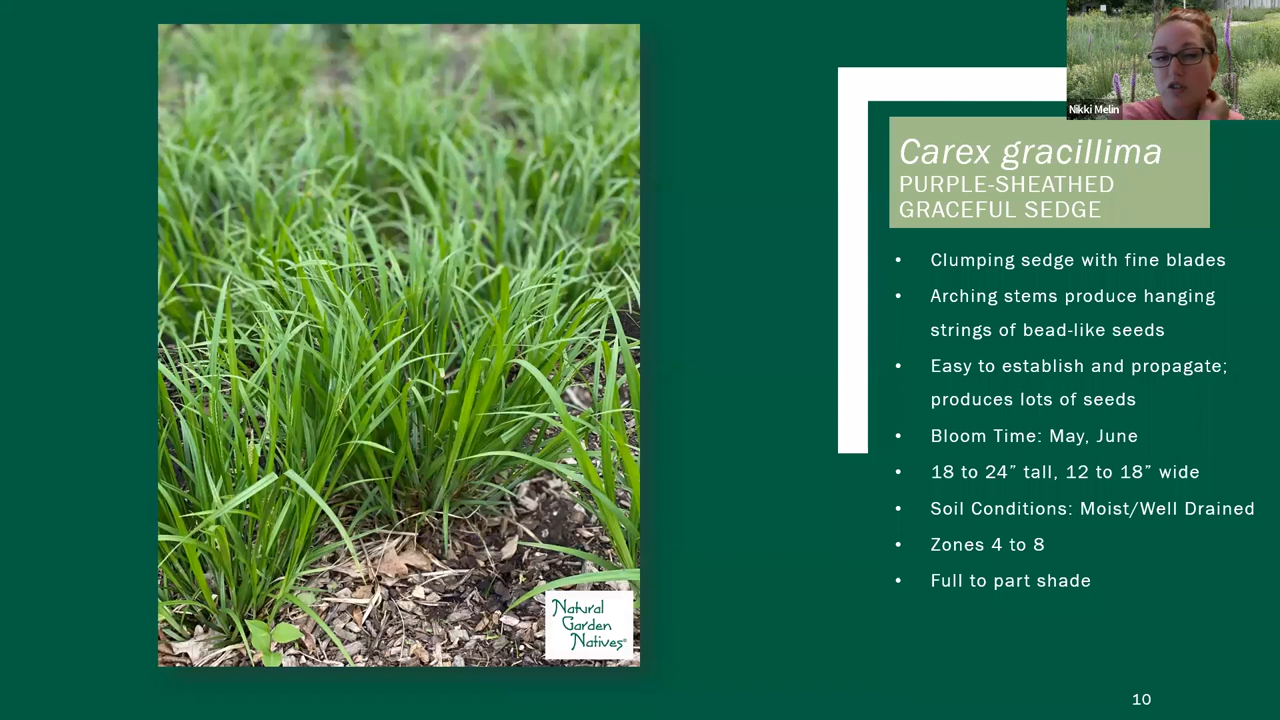 Nikki Melin
Carex gracillima
PURPLE-SHEATHED
GRACEFUL SEDGE
• Clumping sedge with fine blades
• Arching stems produce hanging
strings of bead-like seeds
• Easy to establish and propagate;
produces lots of seeds
• Bloom Time: May, June
• 18 to 24” tall, 12 to 18” wide
• Soil Conditions: Moist/Well Drained
• Zones 4 to 8
• Full to part shade
Natural
Garden
Natives®
10